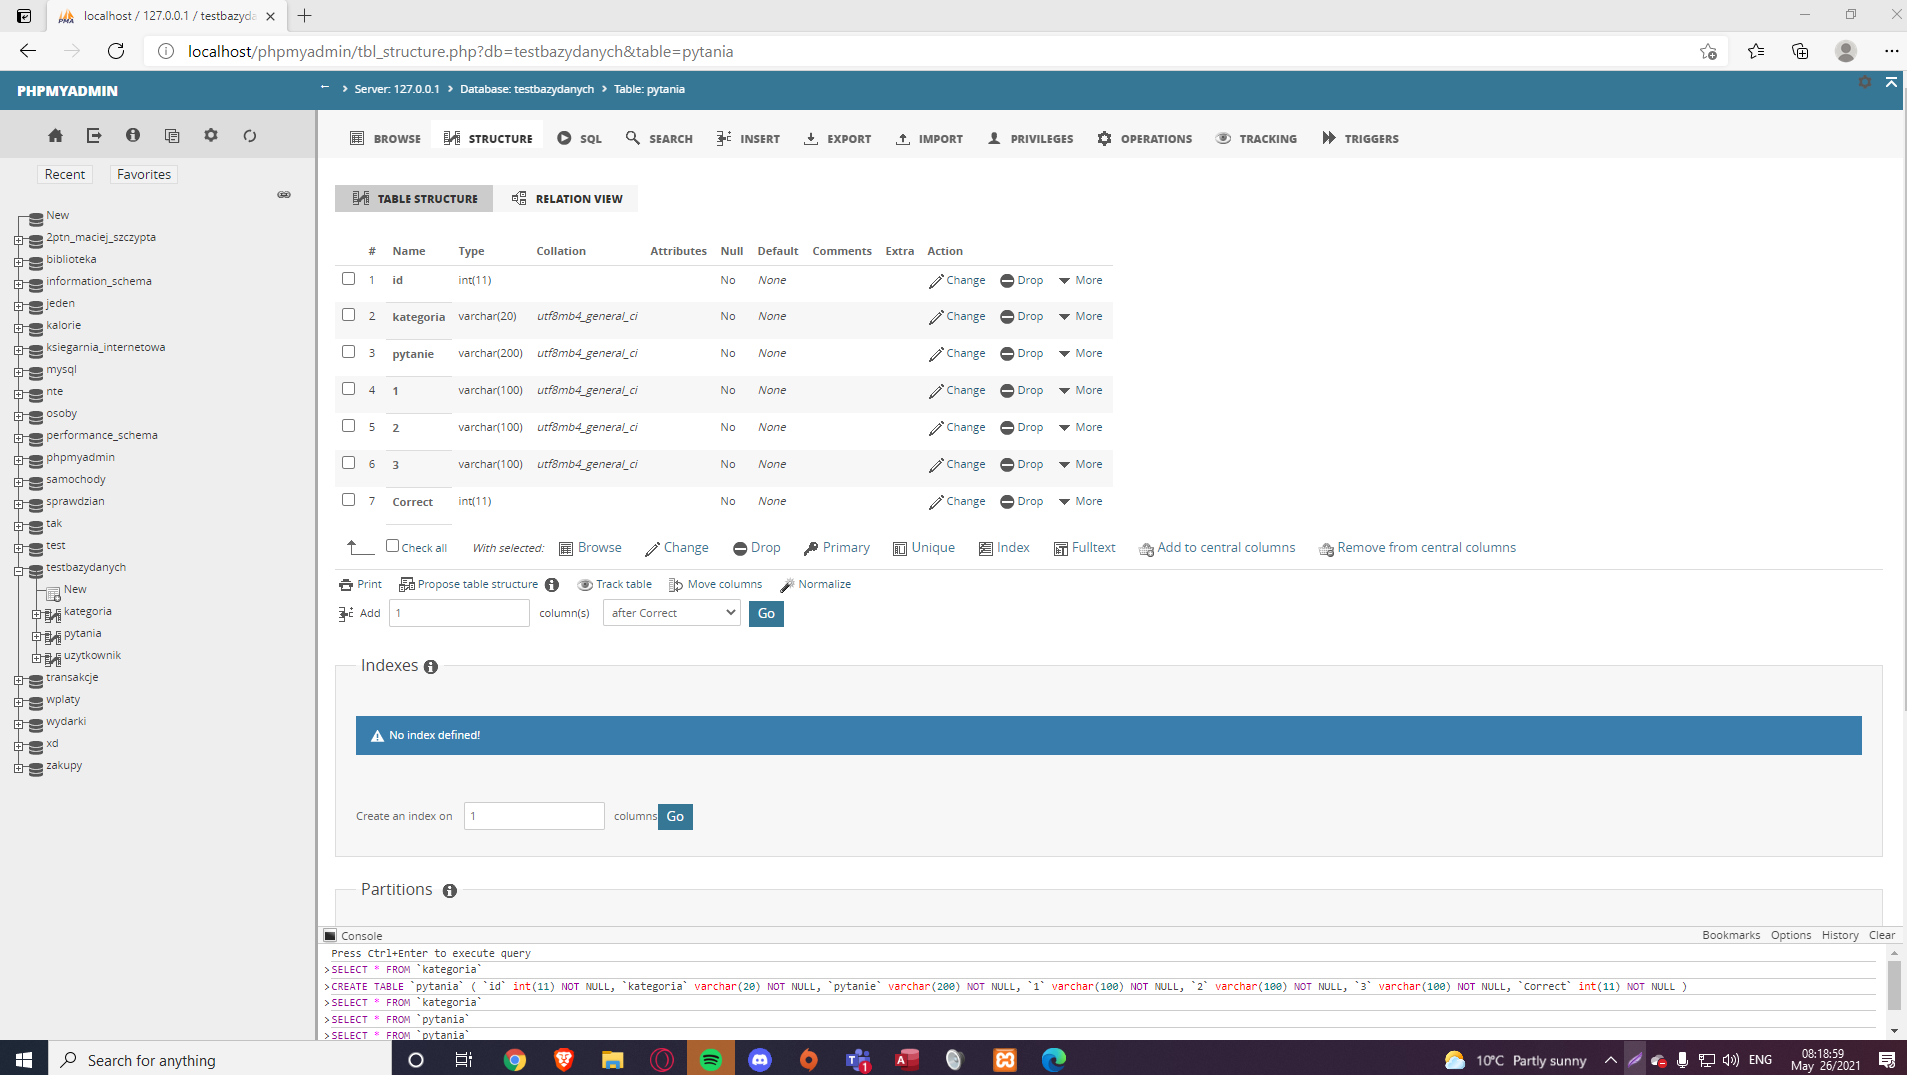 localhost / 127.0.0.1 / testbazyda
localhost/phpmyadmin/tbl_structure.php?db=testbazydanych&table=pytania
PHPMYADMIN
Server: 127.0.0.1 Database: testbazydanych Table: pytania
BROWSE STRUCTURE SQL SEARCH INSERT EXPORT IMPORT PRIVILEGES OPERATIONS TRACKING TRIGGERS
Recent Favorites
New
2ptn_maciej_szczypta
biblioteka
information_schema
jeden
kalorie
ksiegarnia_internetowa
mysql
nte
osoby
performance_schema
phpmyadmin
samochody
sprawdzian
tak
test
testbazydanych
New
kategoria
pytania
uzytkownik
transakcje
wplaty
wydarki
xd
zakupy
TABLE STRUCTURE RELATION VIEW
# Name Type Collation Attributes Null Default Comments Extra Action
1 id int(11) No None Change Drop More
2 kategoria varchar(20) utf8mb4_general_ci No None Change Drop More
3 pytanie varchar(200) utf8mb4_general_ci No None Change Drop More
4 1 varchar(100) utf8mb4_general_ci No None Change Drop More
5 2 varchar(100) utf8mb4_general_ci No None Change Drop More
6 3 varchar(100) utf8mb4_general_ci No None Change Drop More
7 Correct int(11) No None Change Drop More
Check all With selected: Browse Change Drop Primary Unique Index Fulltext Add to central columns Remove from central columns
Print Propose table structure Track table Move columns Normalize
Add 1 column(s) after Correct Go
Indexes
No index defined!
Create an index on 1 columns Go
Partitions
Console Bookmarks Options History Clear
Press Ctrl+Enter to execute query
>SELECT * FROM `kategoria`
>CREATE TABLE `pytania` ( `id` int(11) NOT NULL, `kategoria` varchar(20) NOT NULL, `pytanie` varchar(200) NOT NULL, `1` varchar(100) NOT NULL, `2` varchar(100) NOT NULL, `3` varchar(100) NOT NULL, `Correct` int(11) NOT NULL )
>SELECT * FROM `kategoria`
>SELECT * FROM `pytania`
>SELECT * FROM `pytania`
Search for anything
1
10°C Partly sunny
ENG
08:18:59
May 26/2021